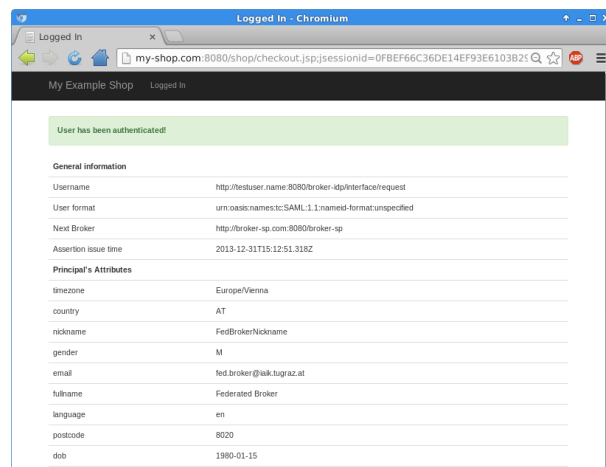 Logged In - Chromium
Logged In
my-shop.com:8080/shop/checkout.jsp;jsessionid=0FBEF66C36DE14EF93E6103B29
ABP
My Example Shop Logged In
User has been authenticated!
General information
Username http://testuser.name:8080/broker-idp/interface/request
User format urn:oasis:names:tc:SAML:1.1:nameid-format:unspecified
Next Broker http://broker-sp.com:8080/broker-sp
Assertion issue time 2013-12-31T15:12:51.318Z
Principal's Attributes
timezone Europe/Vienna
country AT
nickname FedBrokerNickname
gender M
email fed.broker@iaik.tugraz.at
fullname Federated Broker
language en
postcode 8020
dob 1980-01-15